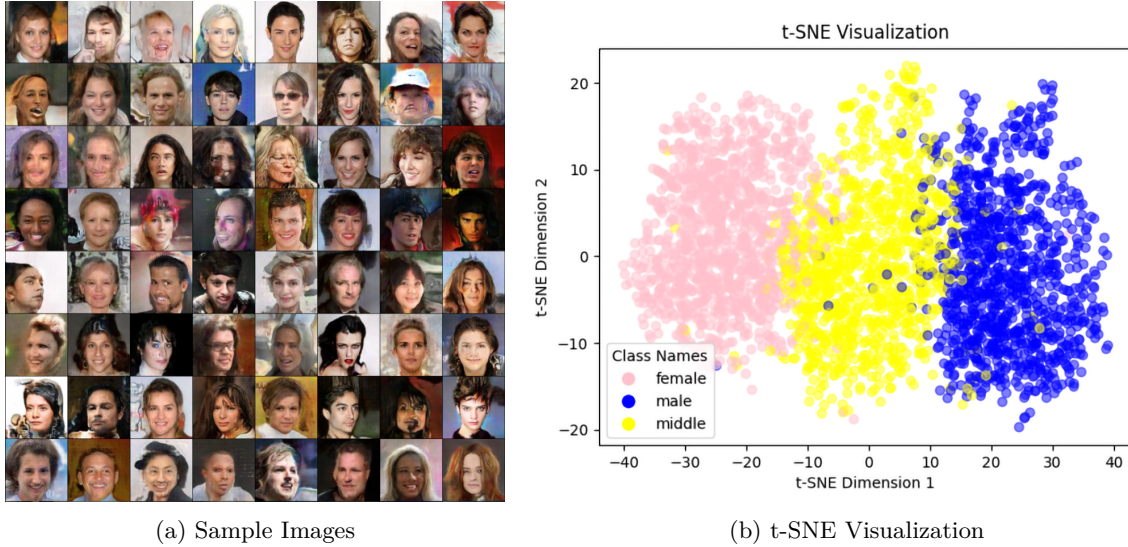 t-SNE Visualization
t-SNE Dimension 2
20
10
0
−10
−20
Class Names
female
male
middle
−40
−30
−20
−10
0
10
20
30
40
t-SNE Dimension 1
(a) Sample Images
(b) t-SNE Visualization